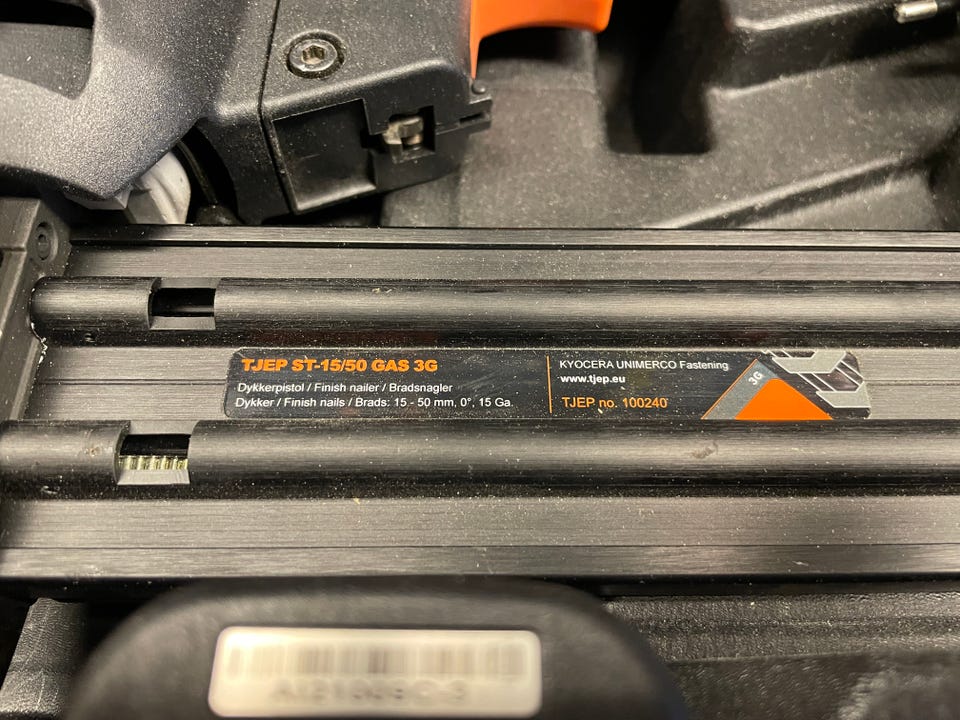 TJEP ST-15/50 GAS 3G
Dykkerpistol / Finish nailer / Bradsnagler
Dykker / Finish nails / Brads: 15 - 50 mm, 0°, 15 Ga.
KYOCERA UNIMERCO Fastening
www.tjep.eu
TJEP no. 100240
3G